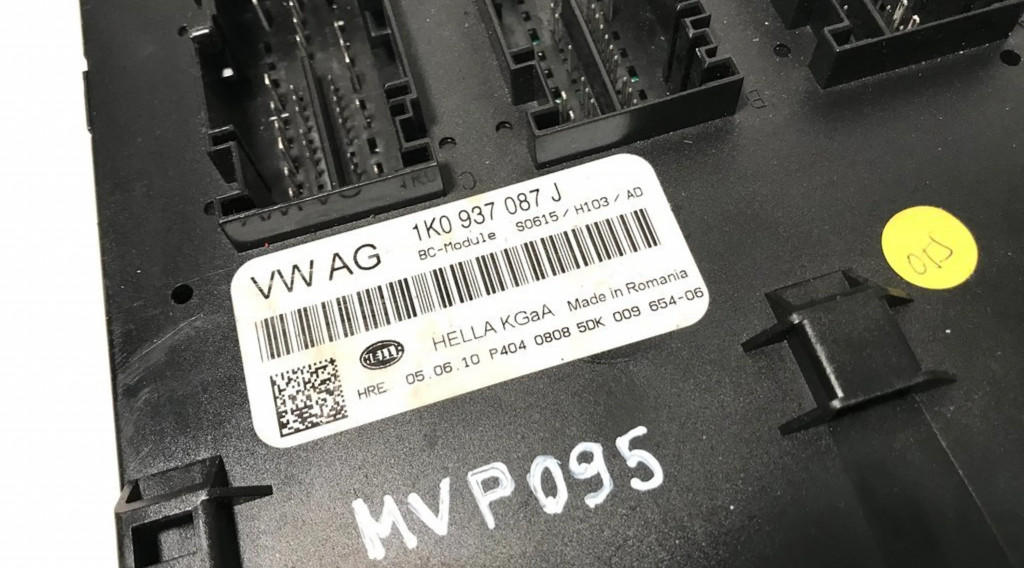 1K0 937 087 J
VW AG
BC-Module S0615 / H103 / AD
HELLA KGaA Made in Romania
HELLA
HRE 05.06.10 P404 0808 5DK 009 654-06
MVP095